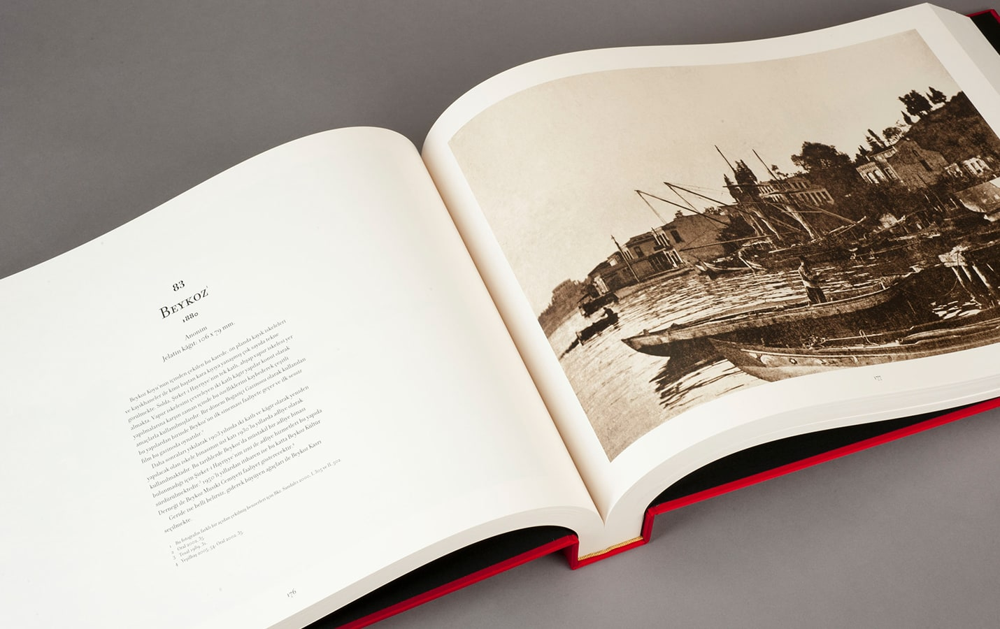 83
BEYKOZ¹
1880
Anonim
Jelatin kâğıt: 106 x 79 mm.
Beykoz Koyu'nun içinden çekilen bu karede, ön planda kayık iskeleleri
ve kayıkhaneler ile kimi baştan kara kıyıya yanaşmış çok sayıda tekne
görülmekte. Solda, Şirket-i Hayriyye'nin tek katlı, ahşap vapur iskelesi yer
almakta. Vapur iskelesini çevreleyen iki katlı kâgir yapılar konut olarak
yapılmalarına karşın zaman içinde bu özelliklerini kaybederek çeşitli
amaçlarla kullanılmışlardır. Bir dönem Boğaziçi Gazinosu olarak kullanılan
bu yapılardan birinde Beykoz'un ilk sineması faaliyete geçer ve ilk sessiz
film bu gazinoda oynatılır.²
Daha sonraları yıkılarak 1903 yılında iki katlı ve kâgir olarak yeniden
yapılacak olan iskele binasının üst katı 1930'lu yıllarda adliye olarak
kullanılmaktadır. Bu tarihlerde Beykoz'da müstakil bir adliye binası
bulunmadığı için Şirket-i Hayriyye'nin izni ile adliye hizmetleri bu yapıda
sürdürülmektedir.³ 1950'li yıllardan itibaren ise bu katta Beykoz Kültür
Derneği ile Beykoz Musiki Cemiyeti faaliyet gösterecektir.⁴
Geride ise belli belirsiz, giderek büyüyen ağaçları ile Beykoz Kasrı
seçilmekte.
1 Bu fotoğrafın farklı bir açıdan çekilmiş benzerleri için Bkz. Sandalcı 2000, I, 303 ve II, 502
2 Oral 2002, 35.
3 Tezal 1989, 31.
4 Yeşilbaş 2005, 54; Oral 2002, 35.
176
177